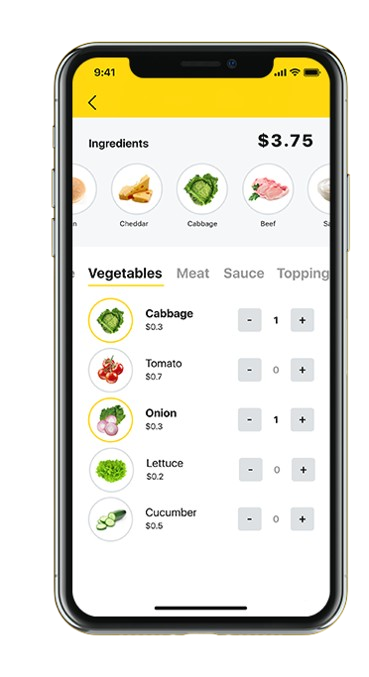 9:41
Ingredients $3.75
n Cheddar Cabbage Beef Sa
e Vegetables Meat Sauce Topping
Cabbage
$0.3
- 1 +
Tomato
$0.7
- 0 +
Onion
$0.3
- 1 +
Lettuce
$0.2
- 0 +
Cucumber
$0.5
- 0 +